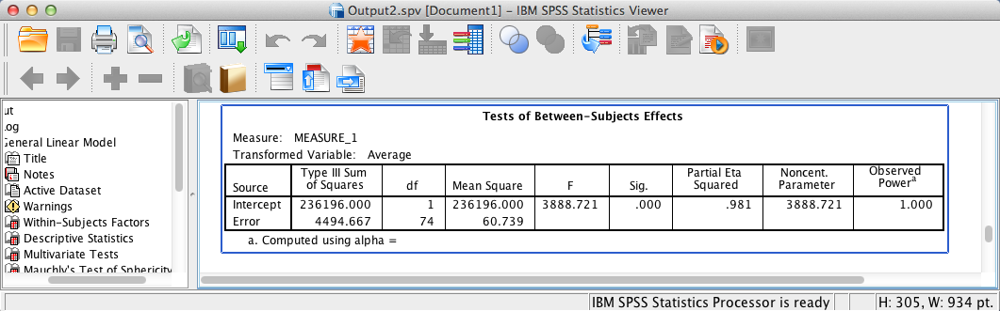 Output2.spv [Document1] – IBM SPSS Statistics Viewer
ut
.og
General Linear Model
Title
Notes
Active Dataset
Warnings
Within-Subjects Factors
Descriptive Statistics
Multivariate Tests
Mauchly's Test of Sphericity
Tests of Between-Subjects Effects
Measure: MEASURE_1
Transformed Variable: Average
Source Type III Sum of Squares df Mean Square F Sig. Partial Eta Squared Noncent. Parameter Observed Powerᵃ
Intercept 236196.000 1 236196.000 3888.721 .000 .981 3888.721 1.000
Error 4494.667 74 60.739
a. Computed using alpha =
IBM SPSS Statistics Processor is ready H: 305, W: 934 pt.